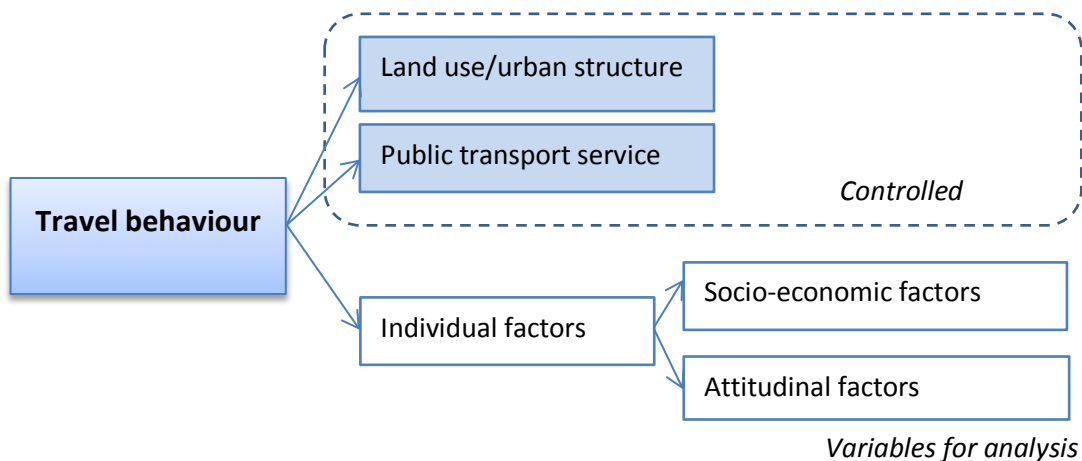 Land use/urban structure
Public transport service
Controlled
Travel behaviour
Individual factors
Socio-economic factors
Attitudinal factors
Variables for analysis